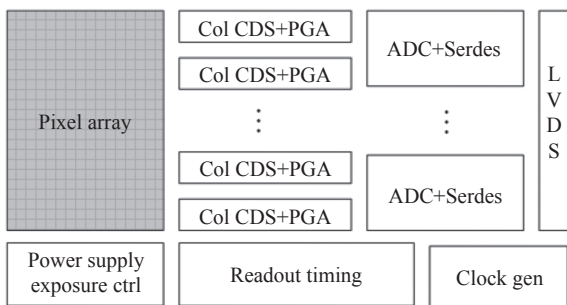 Pixel array
Col CDS+PGA
Col CDS+PGA
Col CDS+PGA
Col CDS+PGA
ADC+Serdes
ADC+Serdes
L
V
D
S
Power supply
exposure ctrl
Readout timing
Clock gen